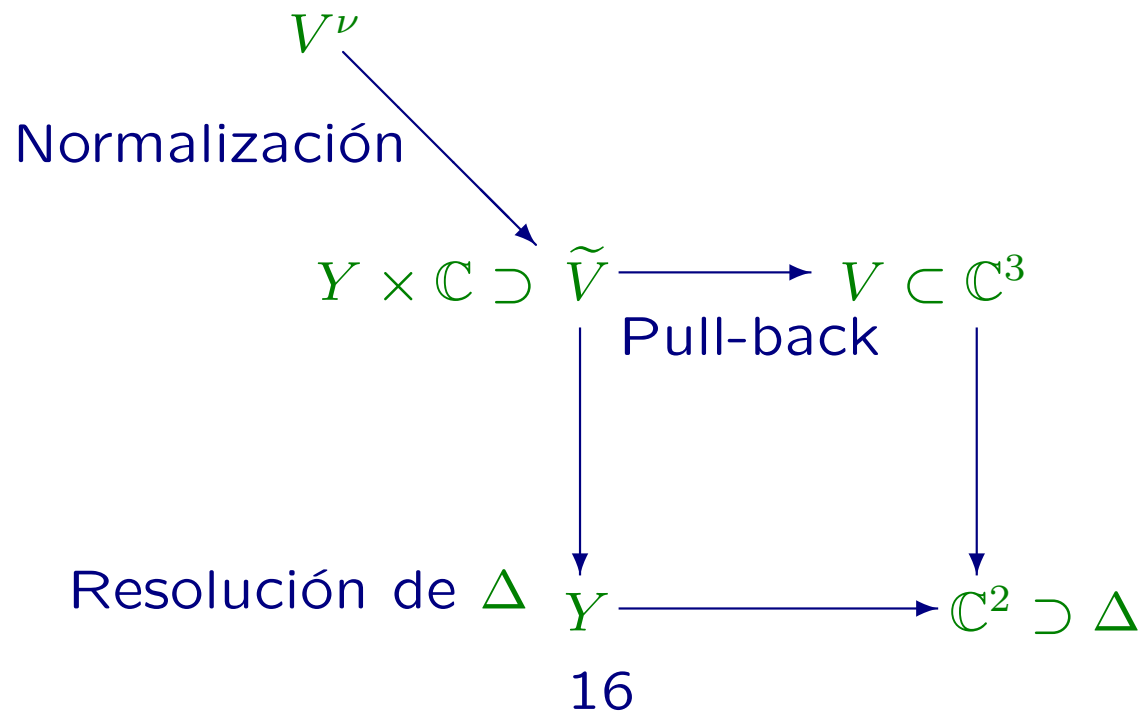 V^ν
Normalización
Y × ℂ ⊃ Ṽ
V ⊂ ℂ³
Pull-back
Resolución de Δ
Y
ℂ² ⊃ Δ
16